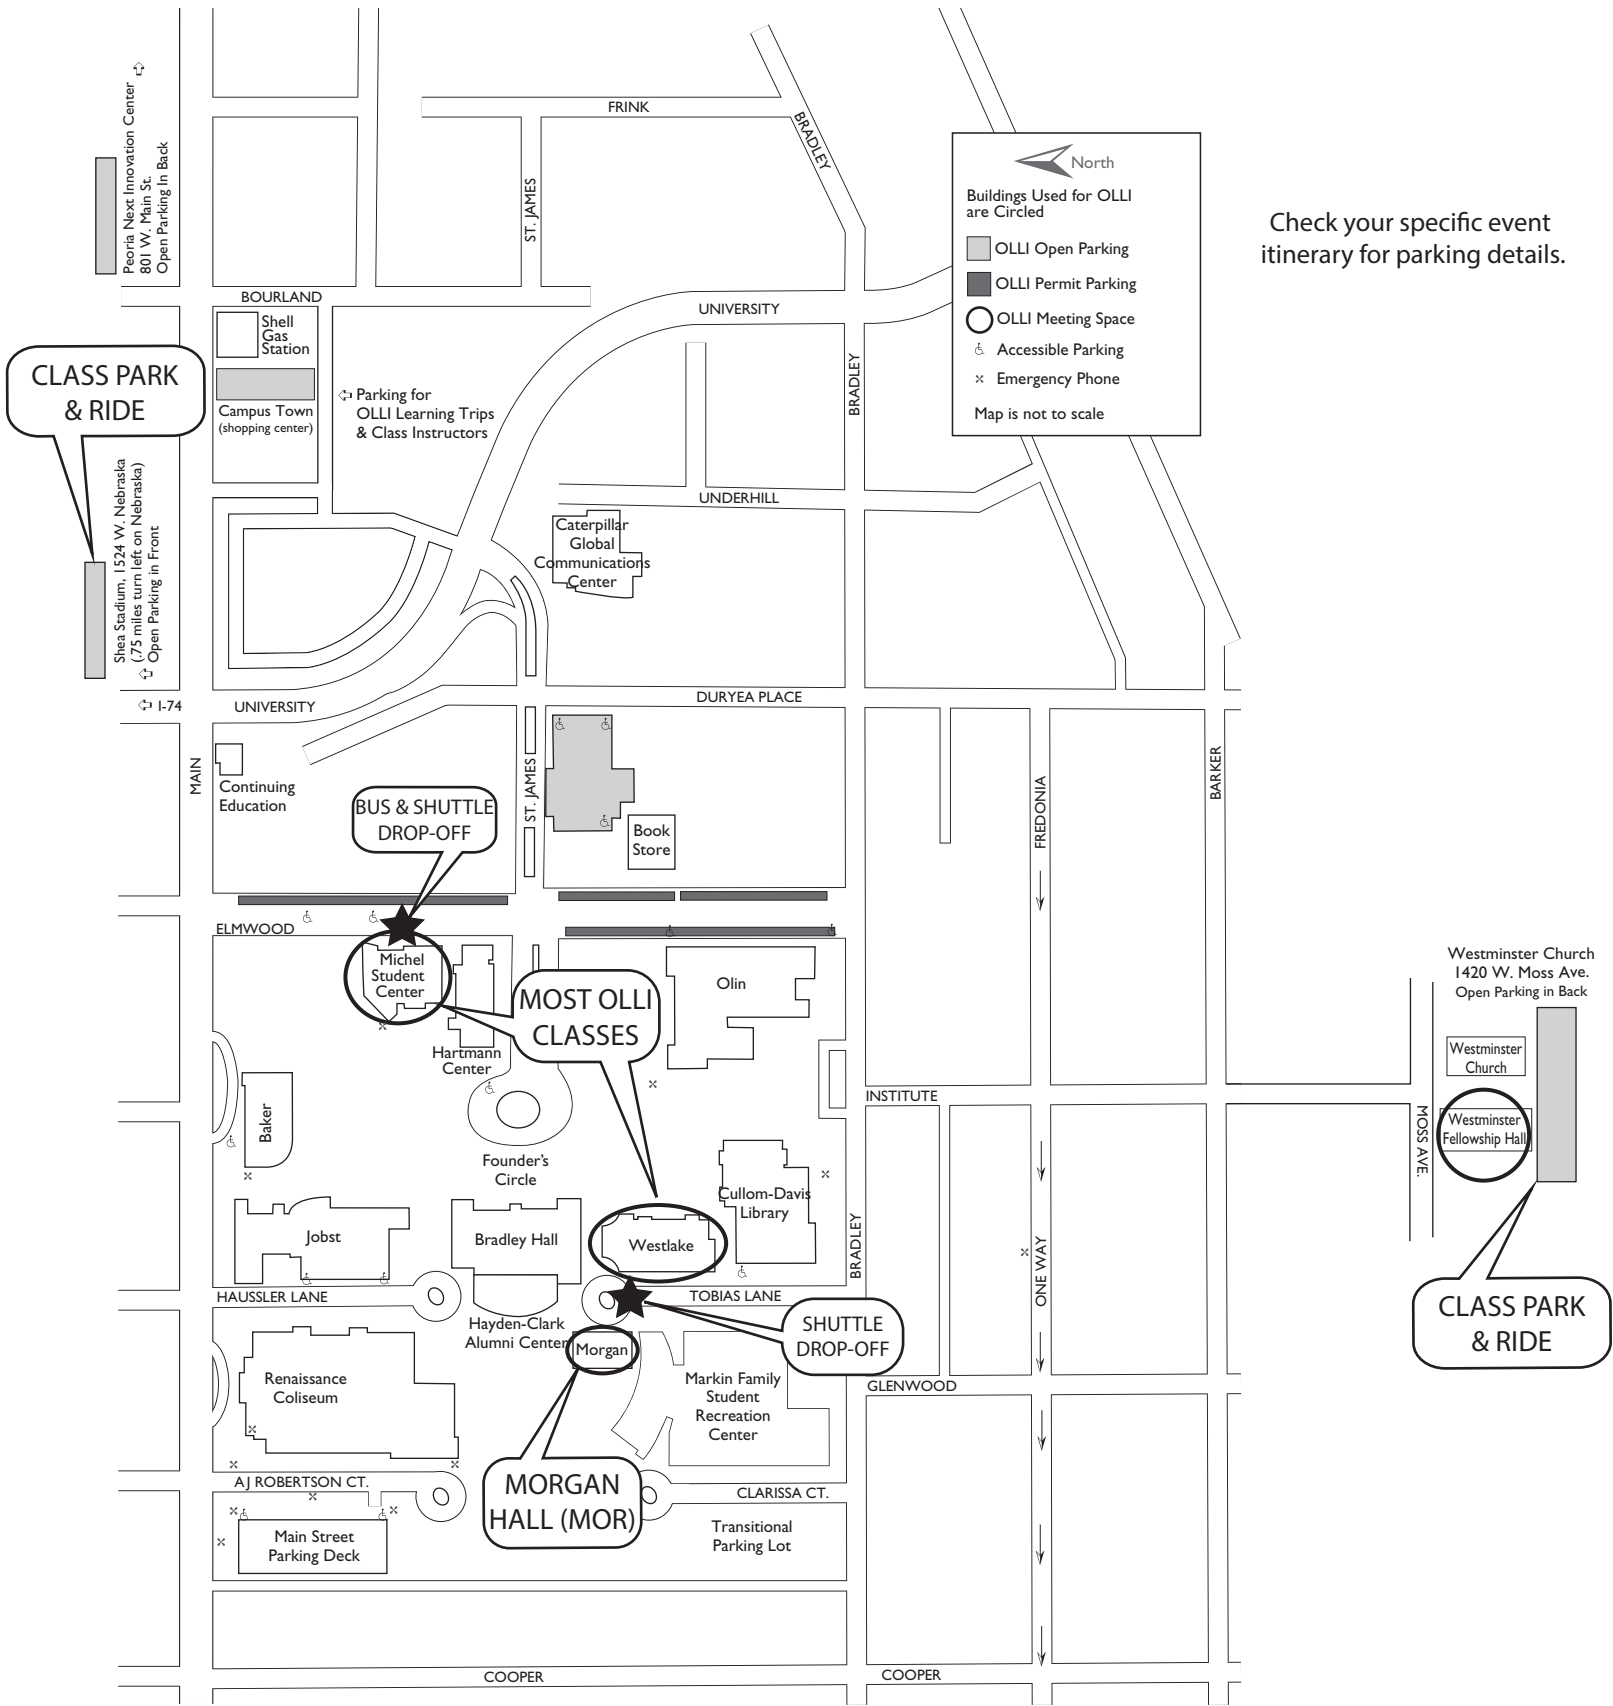 Peoria Next Innovation Center
801 W. Main St.
Open Parking In Back
FRINK
BRADLEY
ST. JAMES
North
Buildings Used for OLLI
are Circled
OLLI Open Parking
OLLI Permit Parking
OLLI Meeting Space
Accessible Parking
Emergency Phone
Map is not to scale
Check your specific event
itinerary for parking details.
BOURLAND
UNIVERSITY
Shell
Gas
Station
CLASS PARK
& RIDE
Campus Town
(shopping center)
Parking for
OLLI Learning Trips
& Class Instructors
BRADLEY
Shea Stadium, 1524 W. Nebraska
(.75 miles turn left on Nebraska)
Open Parking in Front
UNDERHILL
Caterpillar
Global
Communications
Center
I-74
UNIVERSITY
DURYEA PLACE
MAIN
Continuing
Education
ST. JAMES
BARKER
FREDONIA
BUS & SHUTTLE
DROP-OFF
Book
Store
ELMWOOD
Michel
Student
Center
MOST OLLI
CLASSES
Olin
Hartmann
Center
Westminster Church
1420 W. Moss Ave.
Open Parking in Back
Westminster
Church
Westminster
Fellowship Hall
MOSS AVE.
INSTITUTE
Baker
Founder's
Circle
Cullom-Davis
Library
Jobst
Bradley Hall
Westlake
BRADLEY
ONE WAY
HAUSSLER LANE
TOBIAS LANE
Hayden-Clark
Alumni Center
Morgan
SHUTTLE
DROP-OFF
CLASS PARK
& RIDE
Renaissance
Coliseum
Markin Family
Student
Recreation
Center
GLENWOOD
AJ ROBERTSON CT.
MORGAN
HALL (MOR)
CLARISSA CT.
Main Street
Parking Deck
Transitional
Parking Lot
COOPER
COOPER